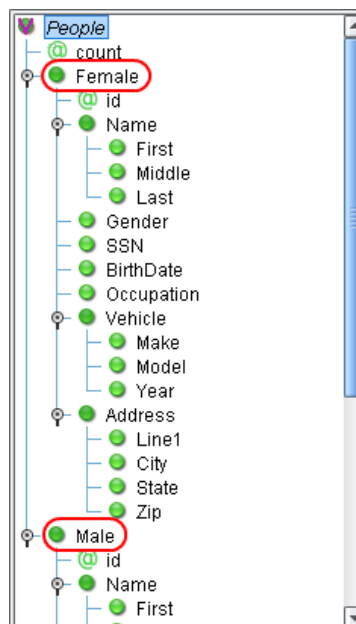 People
@ count
Female
@ id
Name
First
Middle
Last
Gender
SSN
BirthDate
Occupation
Vehicle
Make
Model
Year
Address
Line1
City
State
Zip
Male
@ id
Name
First